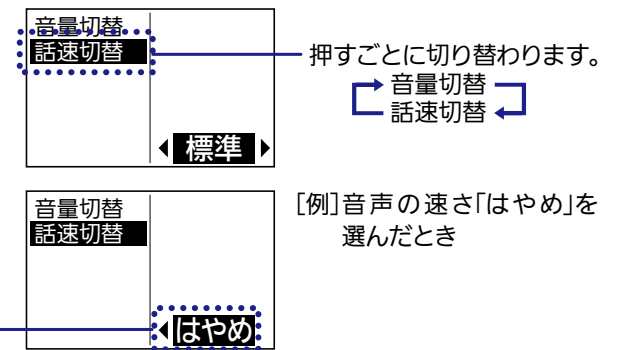 音量切替
話速切替
標準
押すごとに切り替わります。
音量切替
話速切替
音量切替
話速切替
はやめ
[例]音声の速さ「はやめ」を
選んだとき